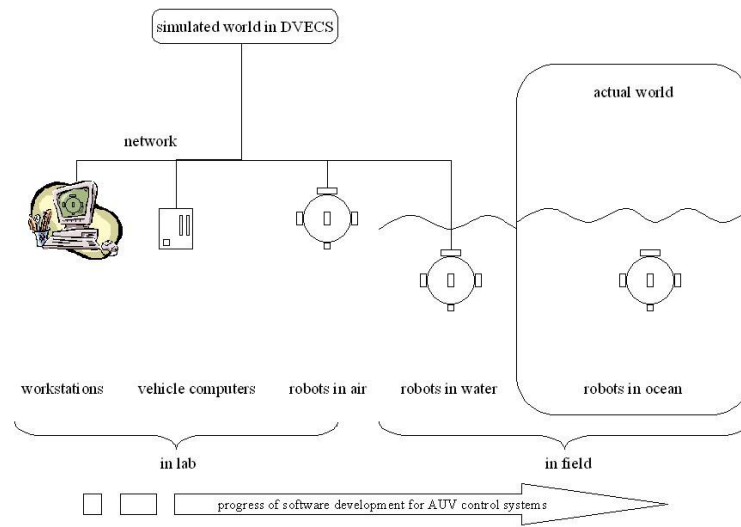 simulated world in DVECS
actual world
network
workstations
vehicle computers
robots in air
robots in water
robots in ocean
in lab
in field
progress of software development for AUV control systems